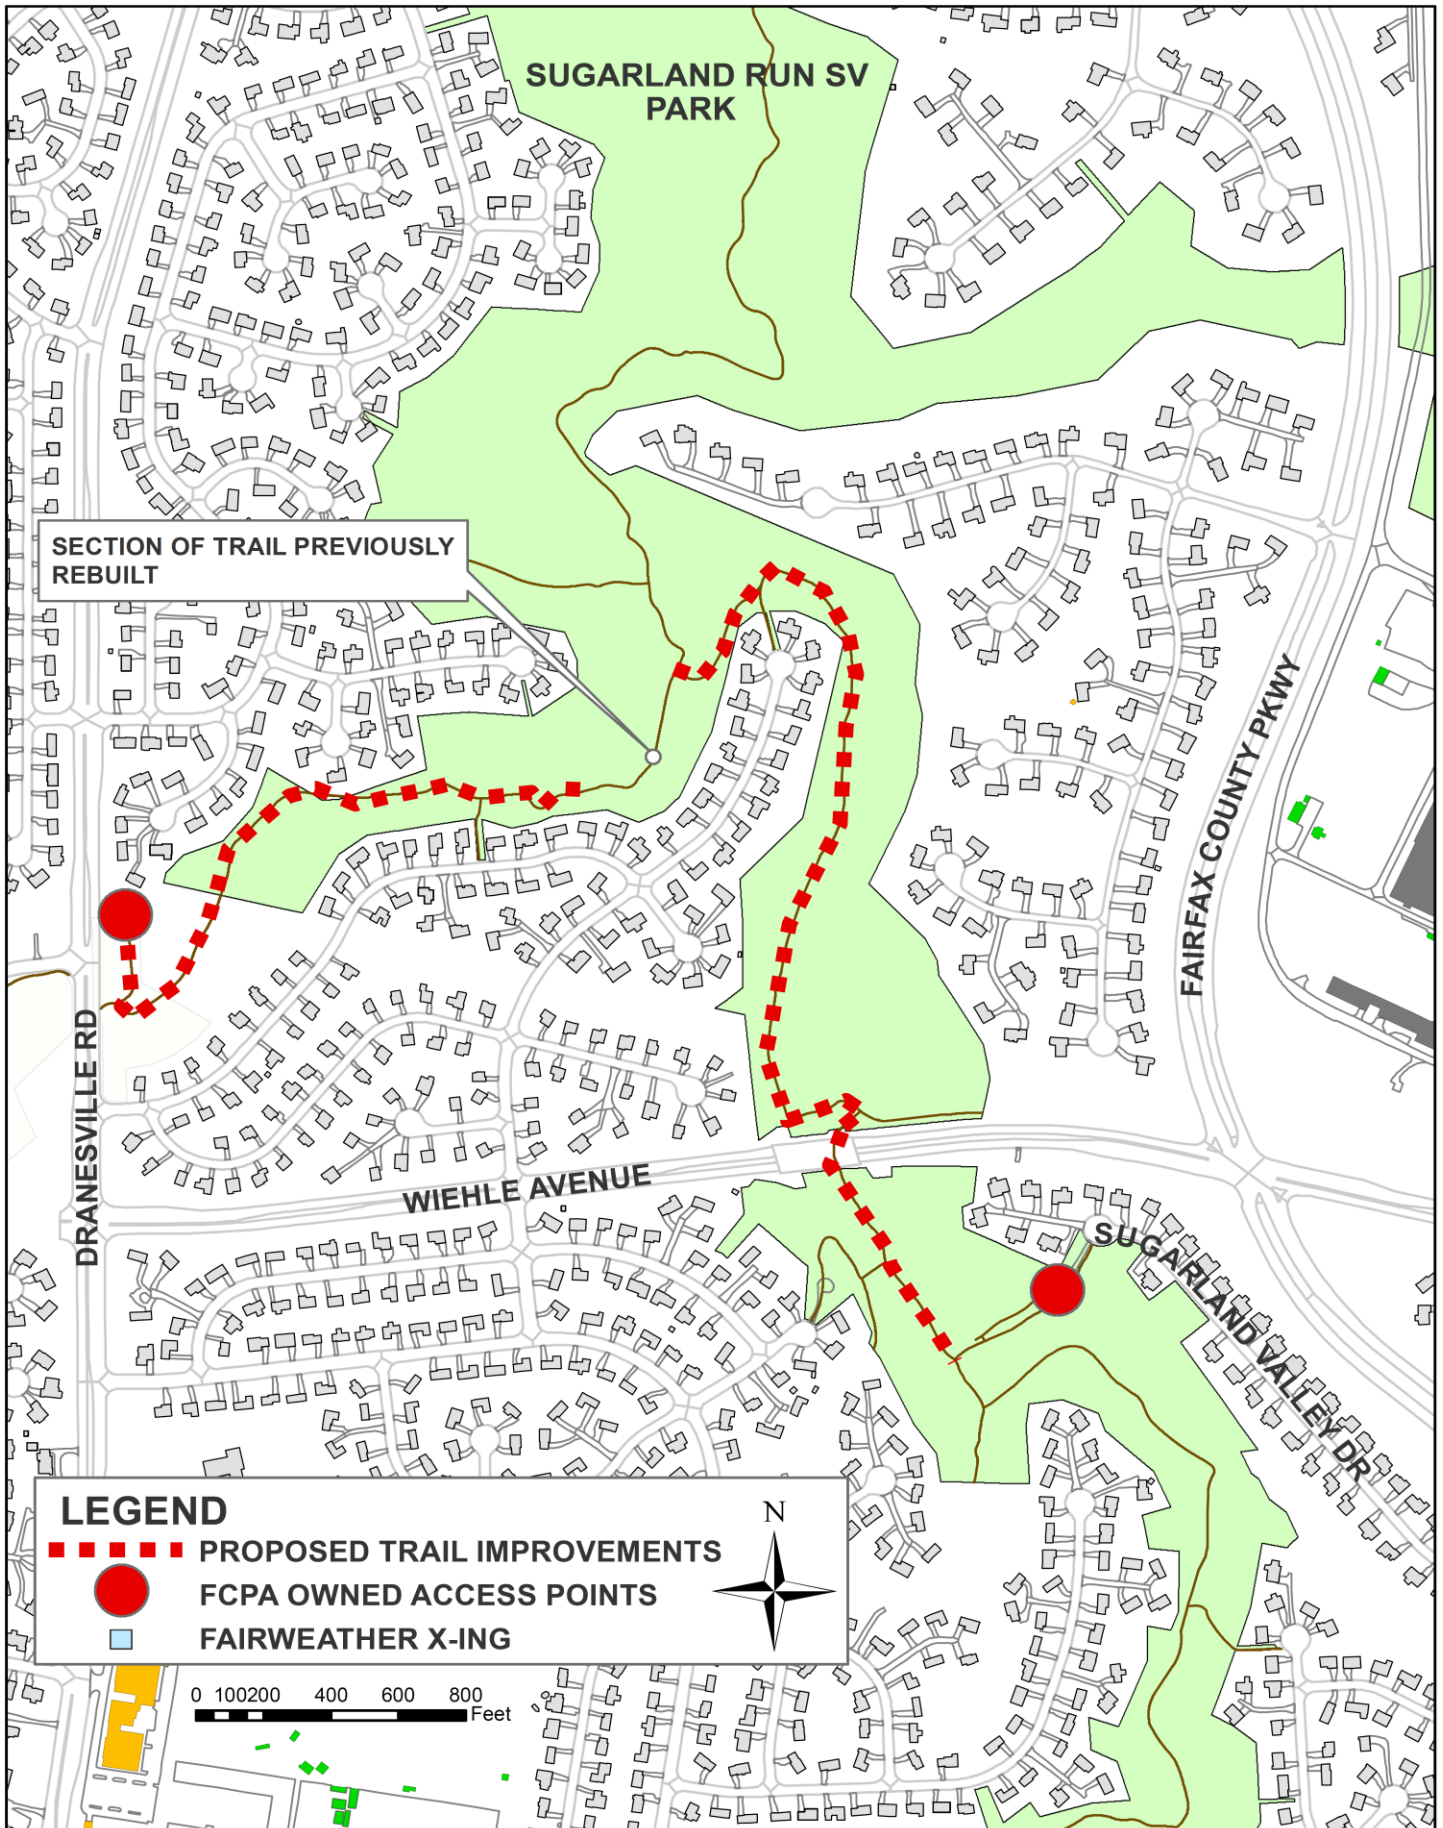 SUGARLAND RUN SV
PARK
SECTION OF TRAIL PREVIOUSLY
REBUILT
FAIRFAX COUNTY PKWY
DRANESVILLE RD
WIEHLE AVENUE
SUGARLAND VALLEY DR
LEGEND
PROPOSED TRAIL IMPROVEMENTS
FCPA OWNED ACCESS POINTS
FAIRWEATHER X-ING
N
0 100200 400 600 800
Feet